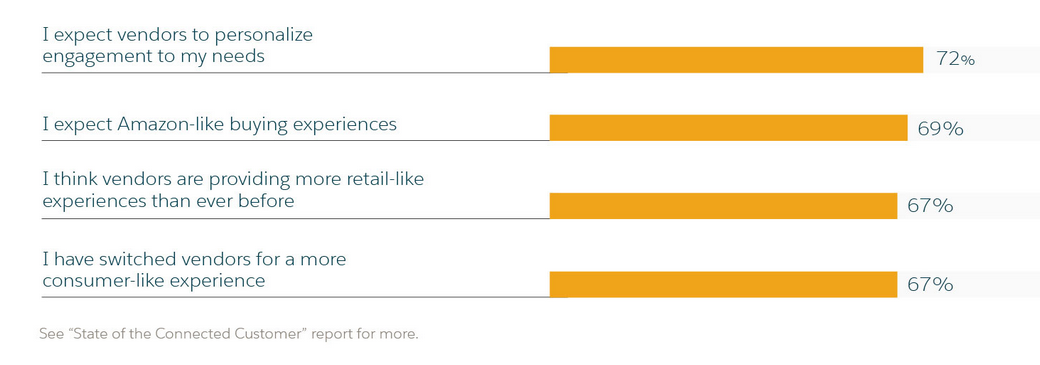 I expect vendors to personalize
engagement to my needs
72%
I expect Amazon-like buying experiences
69%
I think vendors are providing more retail-like
experiences than ever before
67%
I have switched vendors for a more
consumer-like experience
67%
See “State of the Connected Customer” report for more.